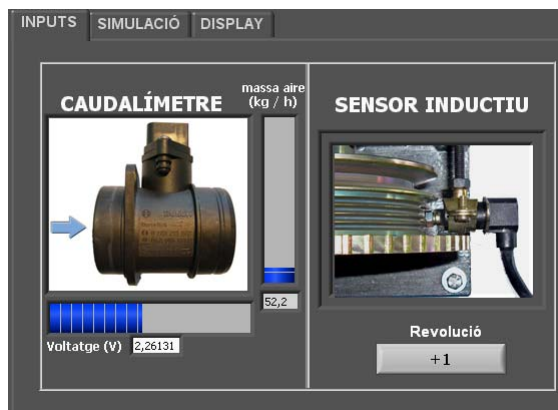 INPUTS
SIMULACIÓ
DISPLAY
CAUDALÍMETRE
massa aire
(kg / h)
52,2
Voltatge (V)
2,26131
SENSOR INDUCTIU
Revolució
+1